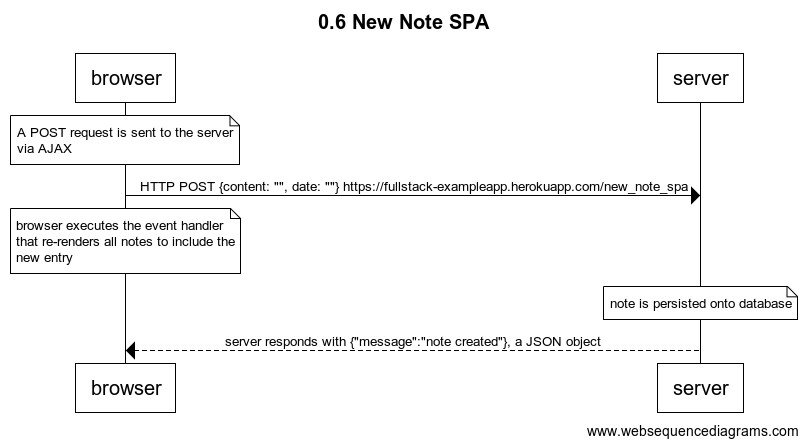 0.6 New Note SPA
browser
server
A POST request is sent to the server
via AJAX
HTTP POST {content: "", date: ""} https://fullstack-exampleapp.herokuapp.com/new_note_spa
browser executes the event handler
that re-renders all notes to include the
new entry
note is persisted onto database
server responds with {"message":"note created"}, a JSON object
browser
server
www.websequencediagrams.com